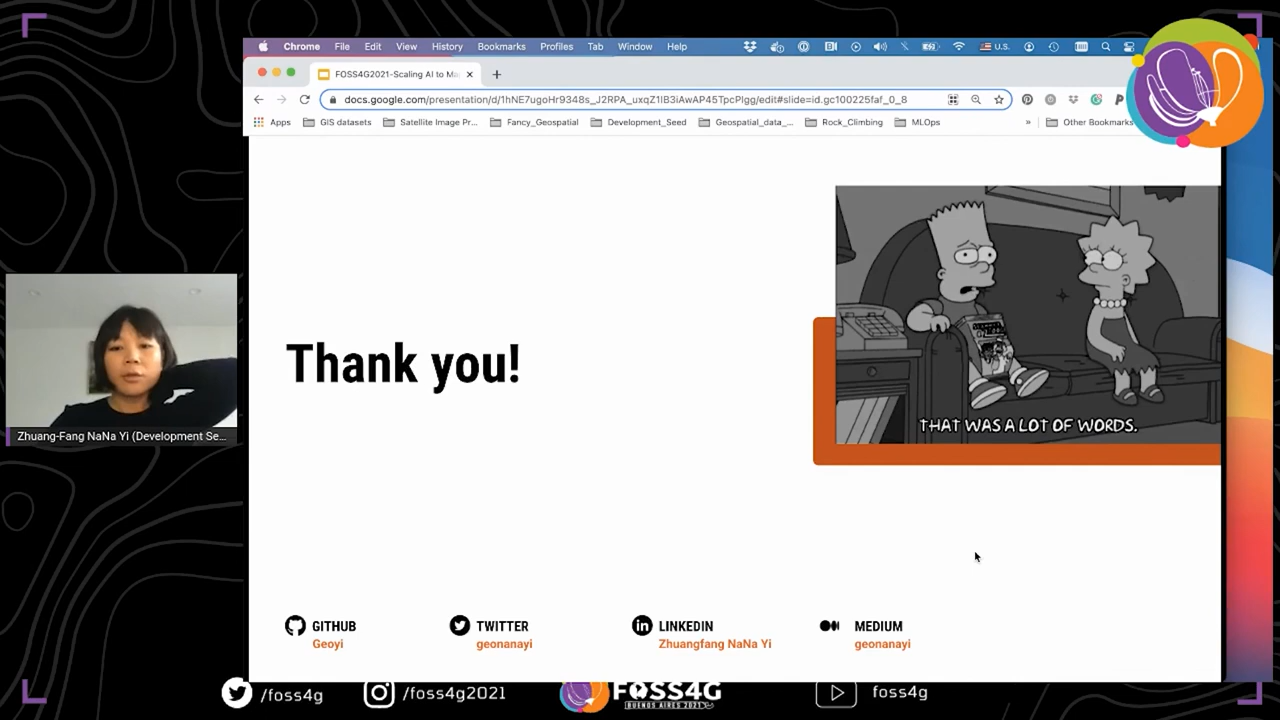 Chrome File Edit View History Bookmarks Profiles Tab Window Help U.S.
FOSS4G2021-Scaling AI to Ma
docs.google.com/presentation/d/1hNE7ugoHr9348s_J2RPA_uxqZ1IB3iAwAP45TpcPlgg/edit#slide=id.gc100225faf_0_8
Apps GIS datasets Satellite Image Pr... Fancy_Geospatial Development_Seed Geospatial_data_... Rock_Climbing MLOps » Other Bookmarks
THAT WAS A LOT OF WORDS.
Thank you!
Zhuang-Fang NaNa Yi (Development Se...
GITHUB
Geoyi
TWITTER
geonanayi
LINKEDIN
Zhuangfang NaNa Yi
MEDIUM
geonanayi
/foss4g
/foss4g2021
FOSS4G
BUENOS AIRES 2021
foss4g